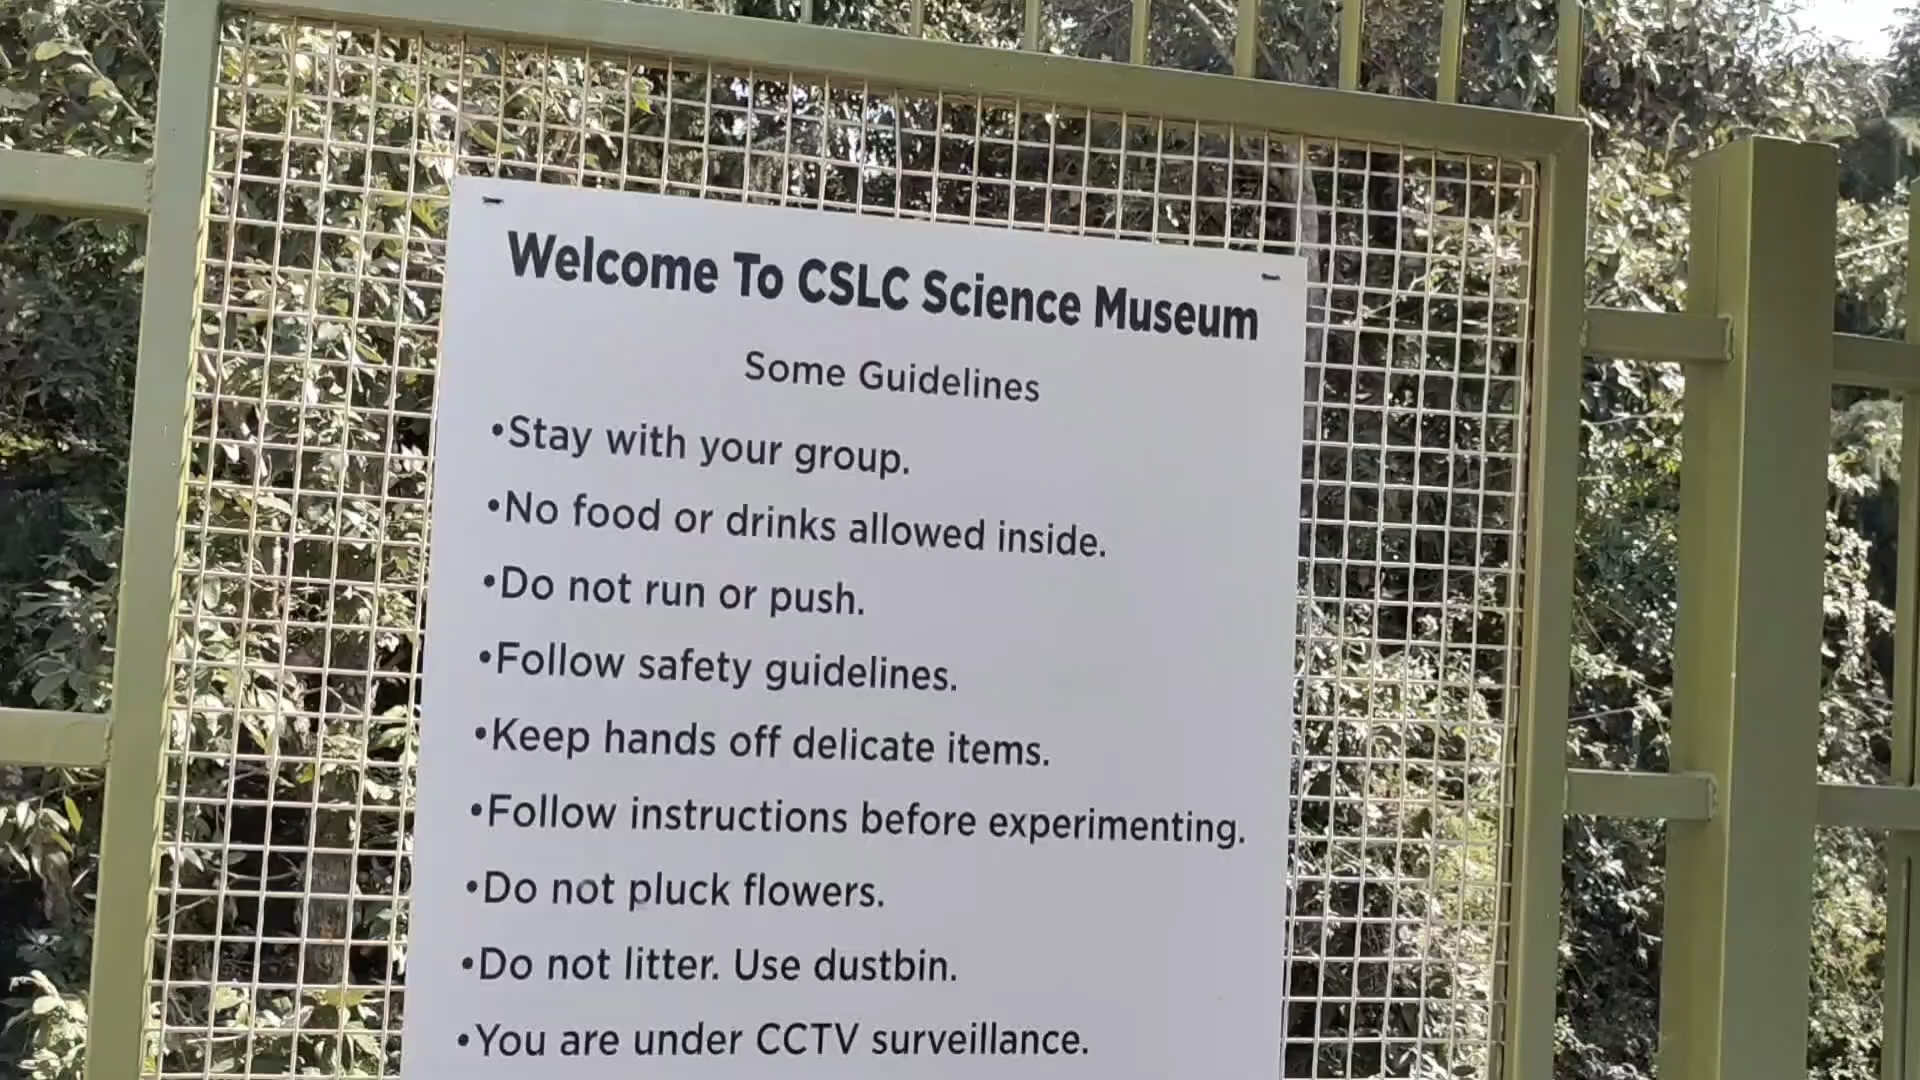 Welcome To CSLC Science Museum
Some Guidelines
•Stay with your group.
•No food or drinks allowed inside.
•Do not run or push.
•Follow safety guidelines.
•Keep hands off delicate items.
•Follow instructions before experimenting.
•Do not pluck flowers.
•Do not litter. Use dustbin.
•You are under CCTV surveillance.